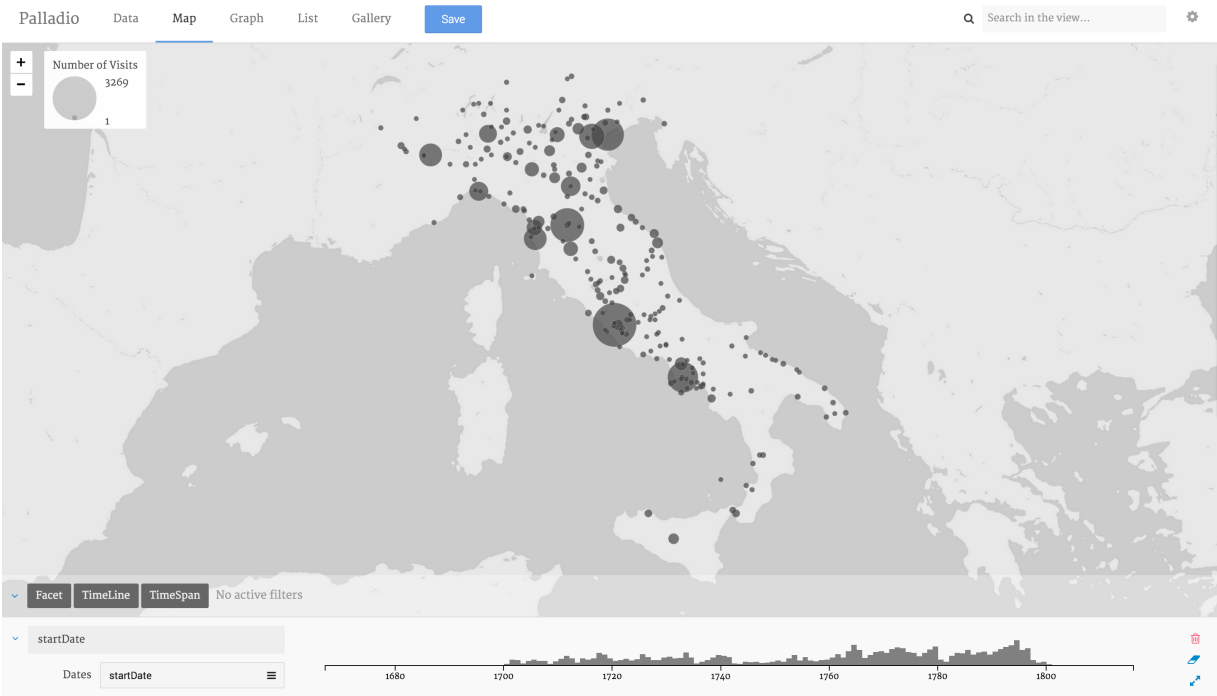 Palladio Data Map Graph List Gallery Save Search in the view...
+
−
Number of Visits
3269
1
Facet TimeLine TimeSpan No active filters
startDate
Dates startDate
1680 1700 1720 1740 1760 1780 1800